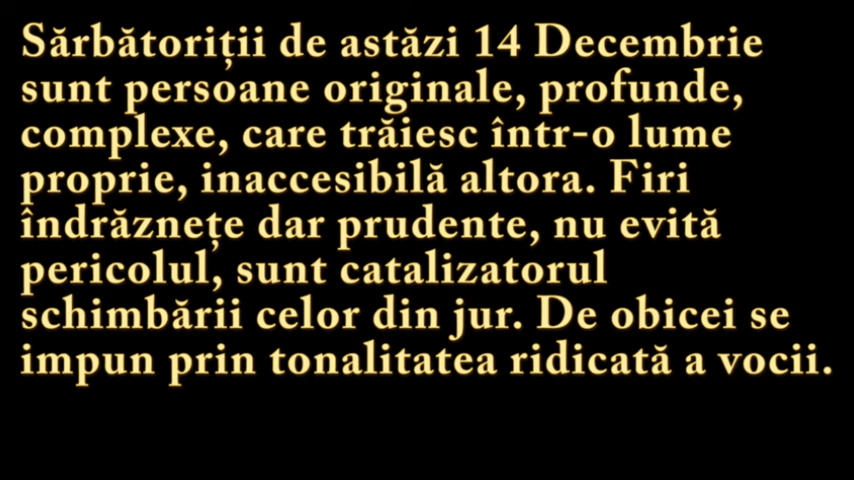 Sărbătoriții de astăzi 14 Decembrie
sunt persoane originale, profunde,
complexe, care trăiesc într-o lume
proprie, inaccesibilă altora. Firi
îndrăznețe dar prudente, nu evită
pericolul, sunt catalizatorul
schimbării celor din jur. De obicei se
impun prin tonalitatea ridicată a vocii.